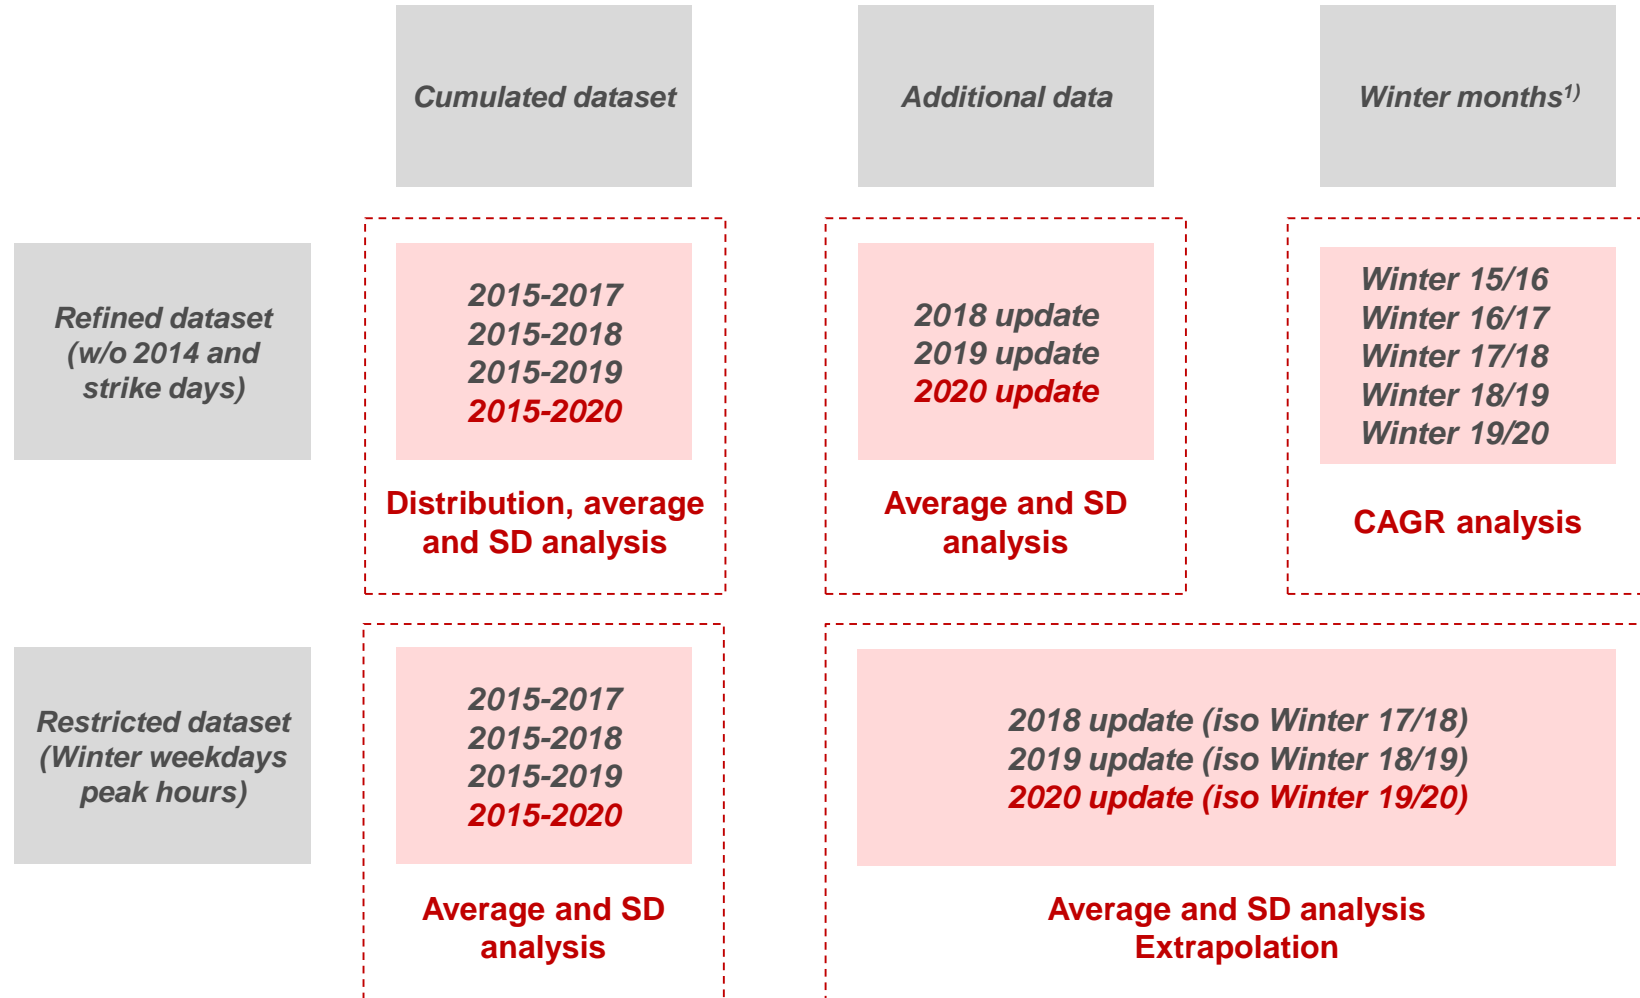 Cumulated dataset
Additional data
Winter months1)
Refined dataset
(w/o 2014 and
strike days)
2015-2017
2015-2018
2015-2019
2015-2020
Distribution, average
and SD analysis
2018 update
2019 update
2020 update
Average and SD
analysis
Winter 15/16
Winter 16/17
Winter 17/18
Winter 18/19
Winter 19/20
CAGR analysis
Restricted dataset
(Winter weekdays
peak hours)
2015-2017
2015-2018
2015-2019
2015-2020
Average and SD
analysis
2018 update (iso Winter 17/18)
2019 update (iso Winter 18/19)
2020 update (iso Winter 19/20)
Average and SD analysis
Extrapolation